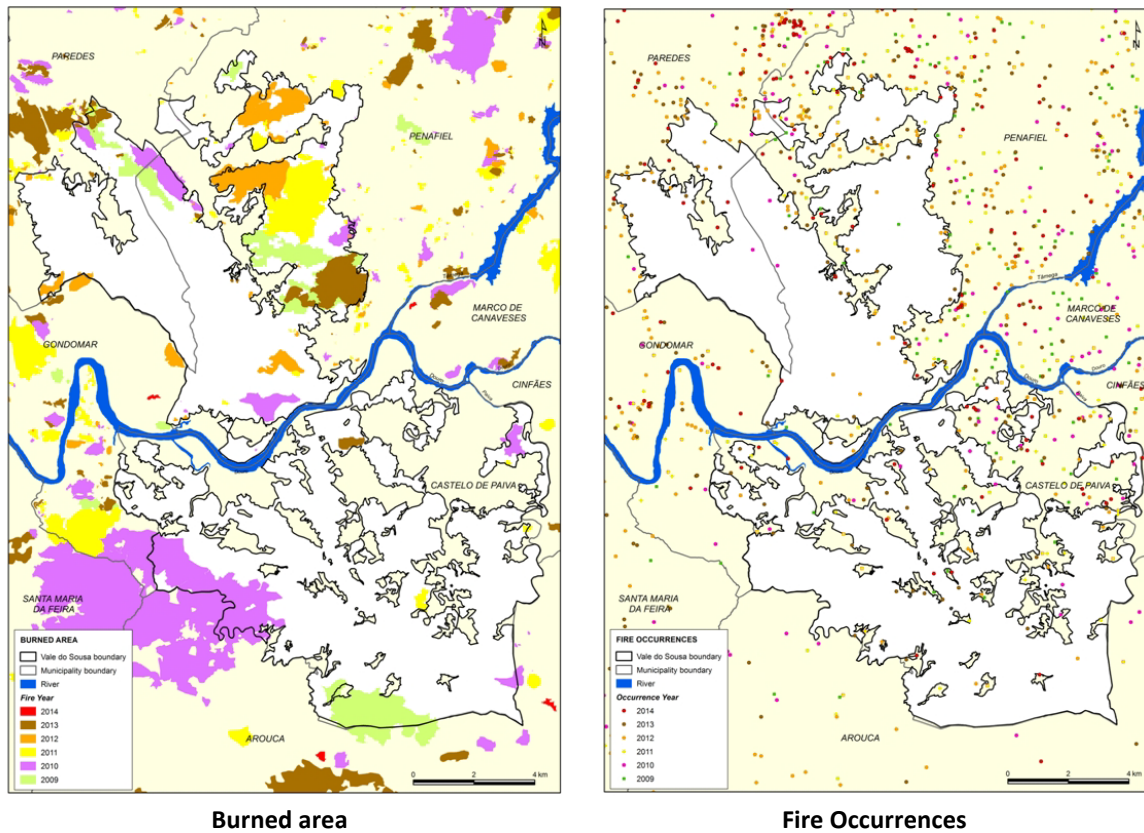 N
PAREDES
PENAFIEL
Tâmega
MARCO DE
CANAVESES
GONDOMAR
CINFÃES
Douro
Paiva
CASTELO DE PAIVA
SANTA MARIA
DA FEIRA
AROUCA
BURNED AREA
Vale do Sousa boundary
Municipality boundary
River
Fire Year
2014
2013
2012
2011
2010
2009
0 2 4 km
Burned area
N
PAREDES
PENAFIEL
Tâmega
MARCO DE
CANAVESES
GONDOMAR
Douro
CINFÃES
CASTELO DE PAIVA
SANTA MARIA
DA FEIRA
AROUCA
FIRE OCCURRENCES
Vale do Sousa boundary
Municipality boundary
River
Occurrence Year
2014
2013
2012
2011
2010
2009
0 2 4 km
Fire Occurrences